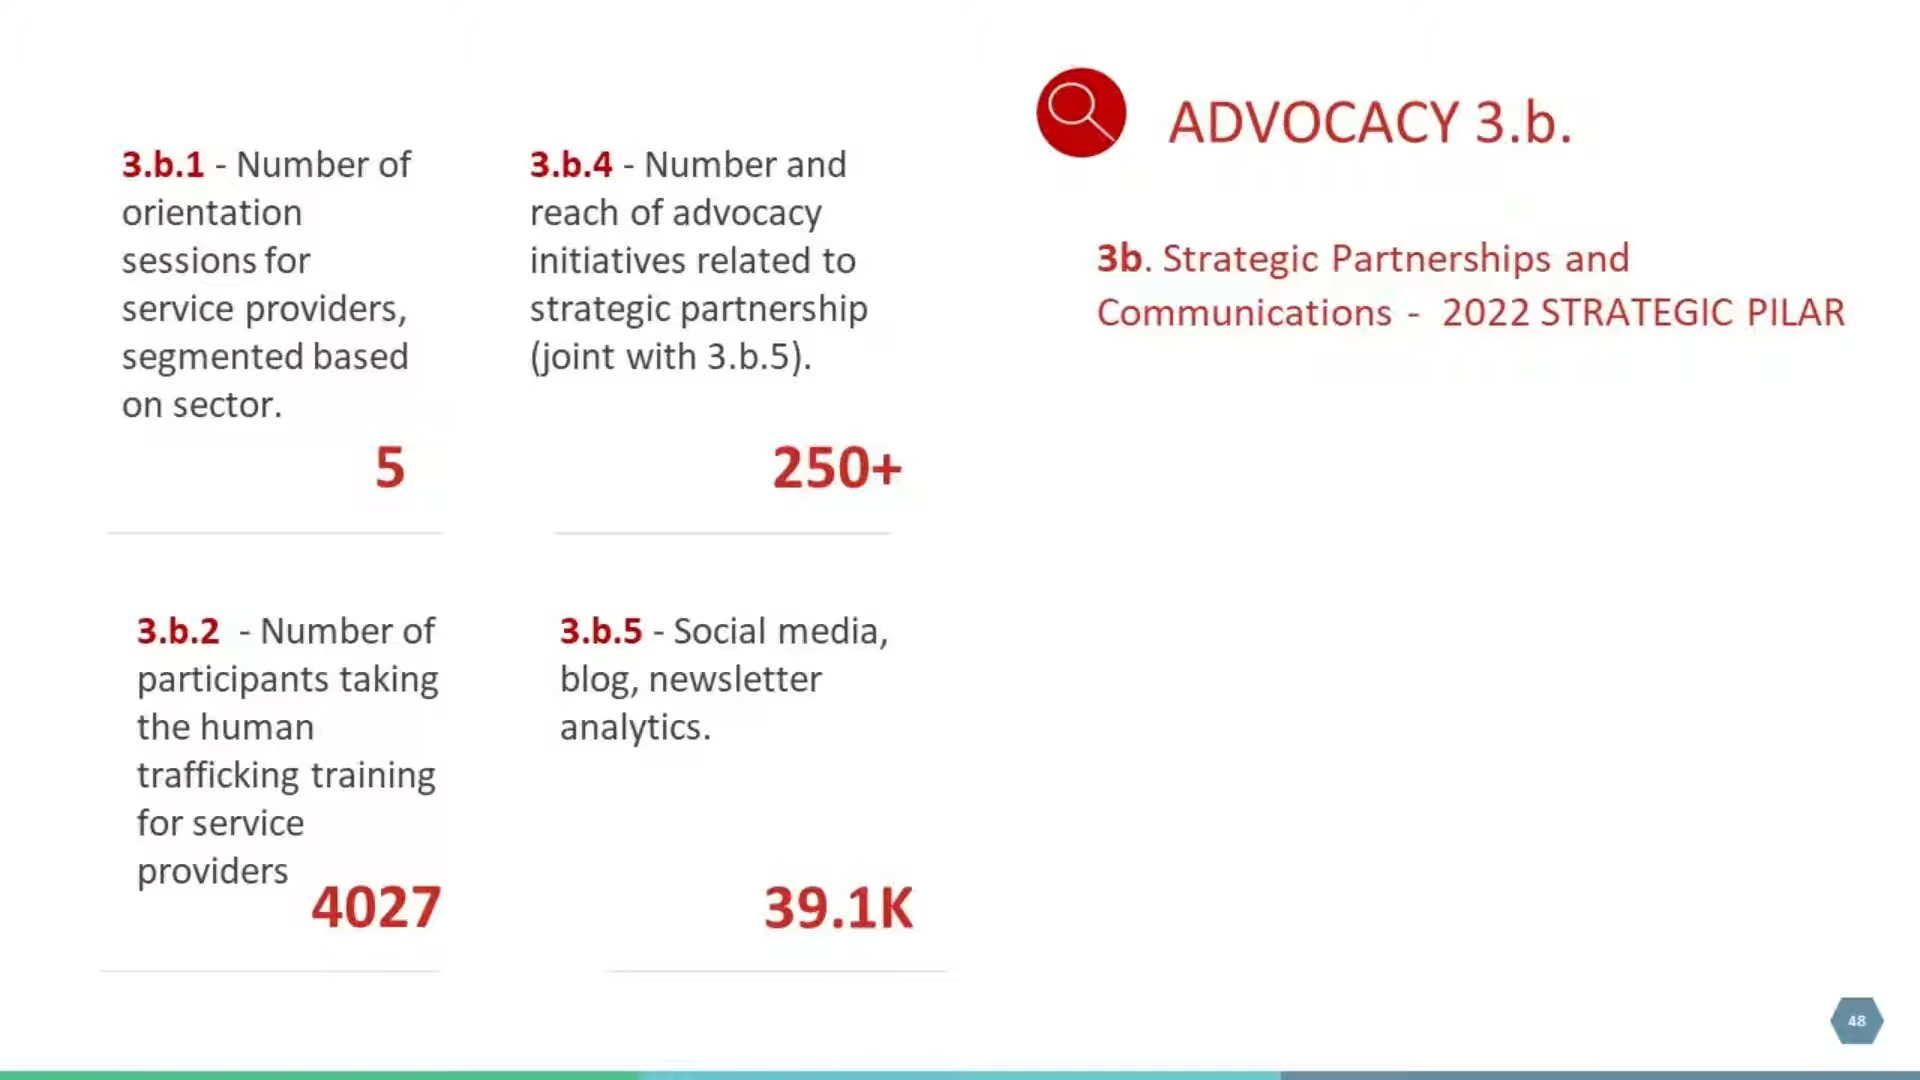 ADVOCACY 3.b.
3b. Strategic Partnerships and
Communications - 2022 STRATEGIC PILAR
3.b.1 - Number of
orientation
sessions for
service providers,
segmented based
on sector.
5
3.b.4 - Number and
reach of advocacy
initiatives related to
strategic partnership
(joint with 3.b.5).
250+
3.b.2 - Number of
participants taking
the human
trafficking training
for service
providers
4027
3.b.5 - Social media,
blog, newsletter
analytics.
39.1K
48